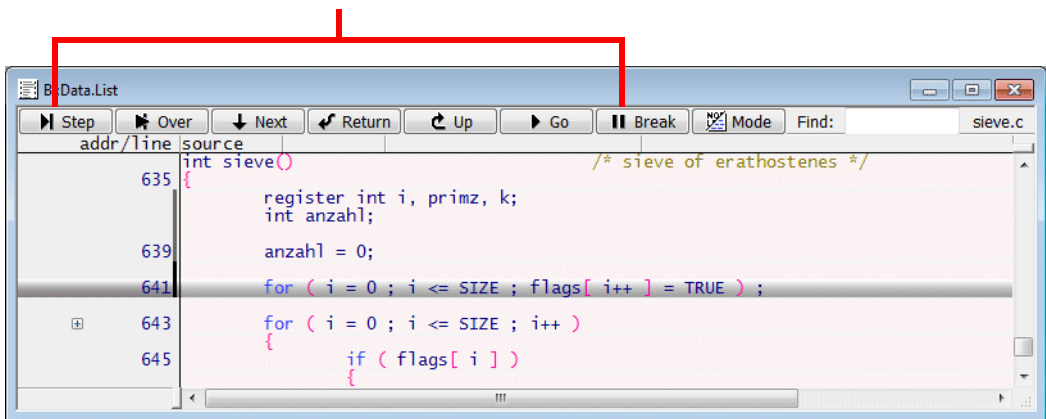 B::Data.List
Step Over Next Return Up Go Break NOP Mode Find: sieve.c
addr/line source
int sieve() /* sieve of erathostenes */
635 {
register int i, primz, k;
int anzahl;
639 anzahl = 0;
641 for ( i = 0 ; i <= SIZE ; flags[ i++ ] = TRUE ) ;
643 for ( i = 0 ; i <= SIZE ; i++ )
{
645 if ( flags[ i ] )
{